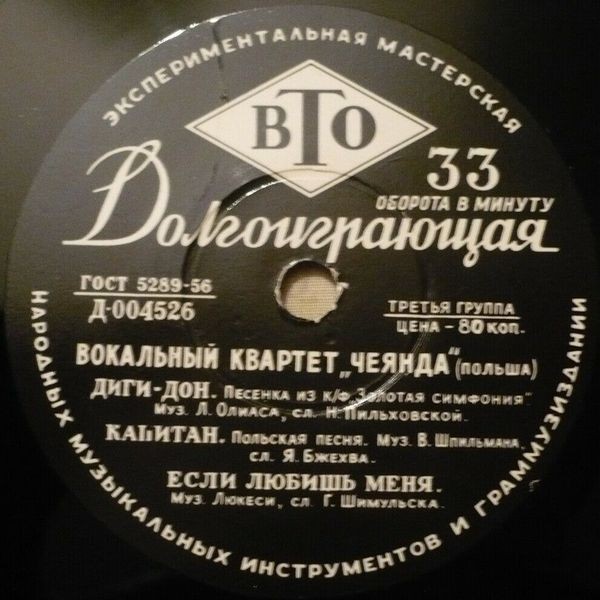 ЭКСПЕРИМЕНТАЛЬНАЯ МАСТЕРСКАЯ
ВТО
33
ОБОРОТА В МИНУТУ
Долгоиграющая
ГОСТ 5289-56
Д-004526
ТРЕТЬЯ ГРУППА
ЦЕНА - 80 КОП.
ВОКАЛЬНЫЙ КВАРТЕТ „ЧЕЯНДА“ (ПОЛЬША)
ДИГИ-ДОН. Песенка из к/ф „Золотая симфония“
Муз. Л. Олиаса, сл. Н. Пильховской.
КАПИТАН. Польская песня. Муз. В. Шпильмана,
сл. Я. Бжехва.
ЕСЛИ ЛЮБИШЬ МЕНЯ.
Муз. Люкеси, сл. Г. Шимульска.
НАРОДНЫХ МУЗЫКАЛЬНЫХ ИНСТРУМЕНТОВ И ГРАММУЗИЗДАНИИ